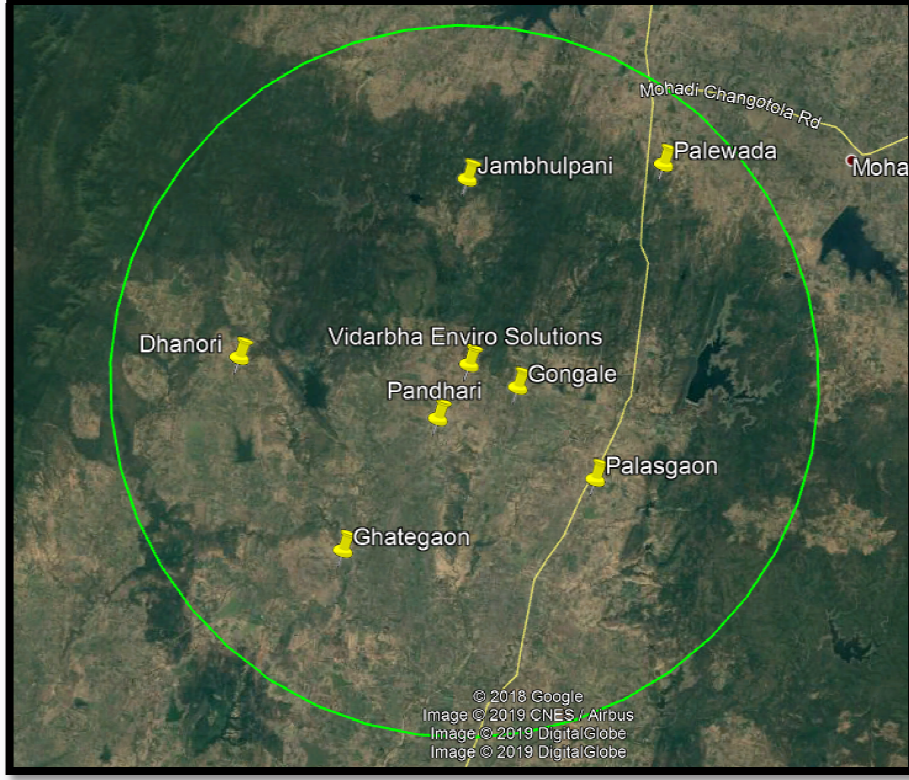 Mohadi Changotola Rd
Palewada
Moha
Jambhulpani
Vidarbha Enviro Solutions
Dhanori
Gongale
Pandhari
Palasgaon
Ghategaon
© 2018 Google
Image © 2019 CNES / Airbus
Image © 2019 DigitalGlobe
Image © 2019 DigitalGlobe